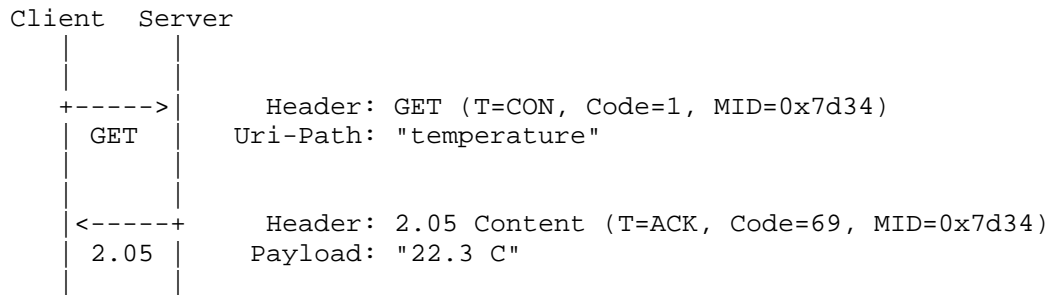 Client Server
+----->| Header: GET (T=CON, Code=1, MID=0x7d34)
| GET | Uri-Path: "temperature"
|<-----+ Header: 2.05 Content (T=ACK, Code=69, MID=0x7d34)
| 2.05 | Payload: "22.3 C"